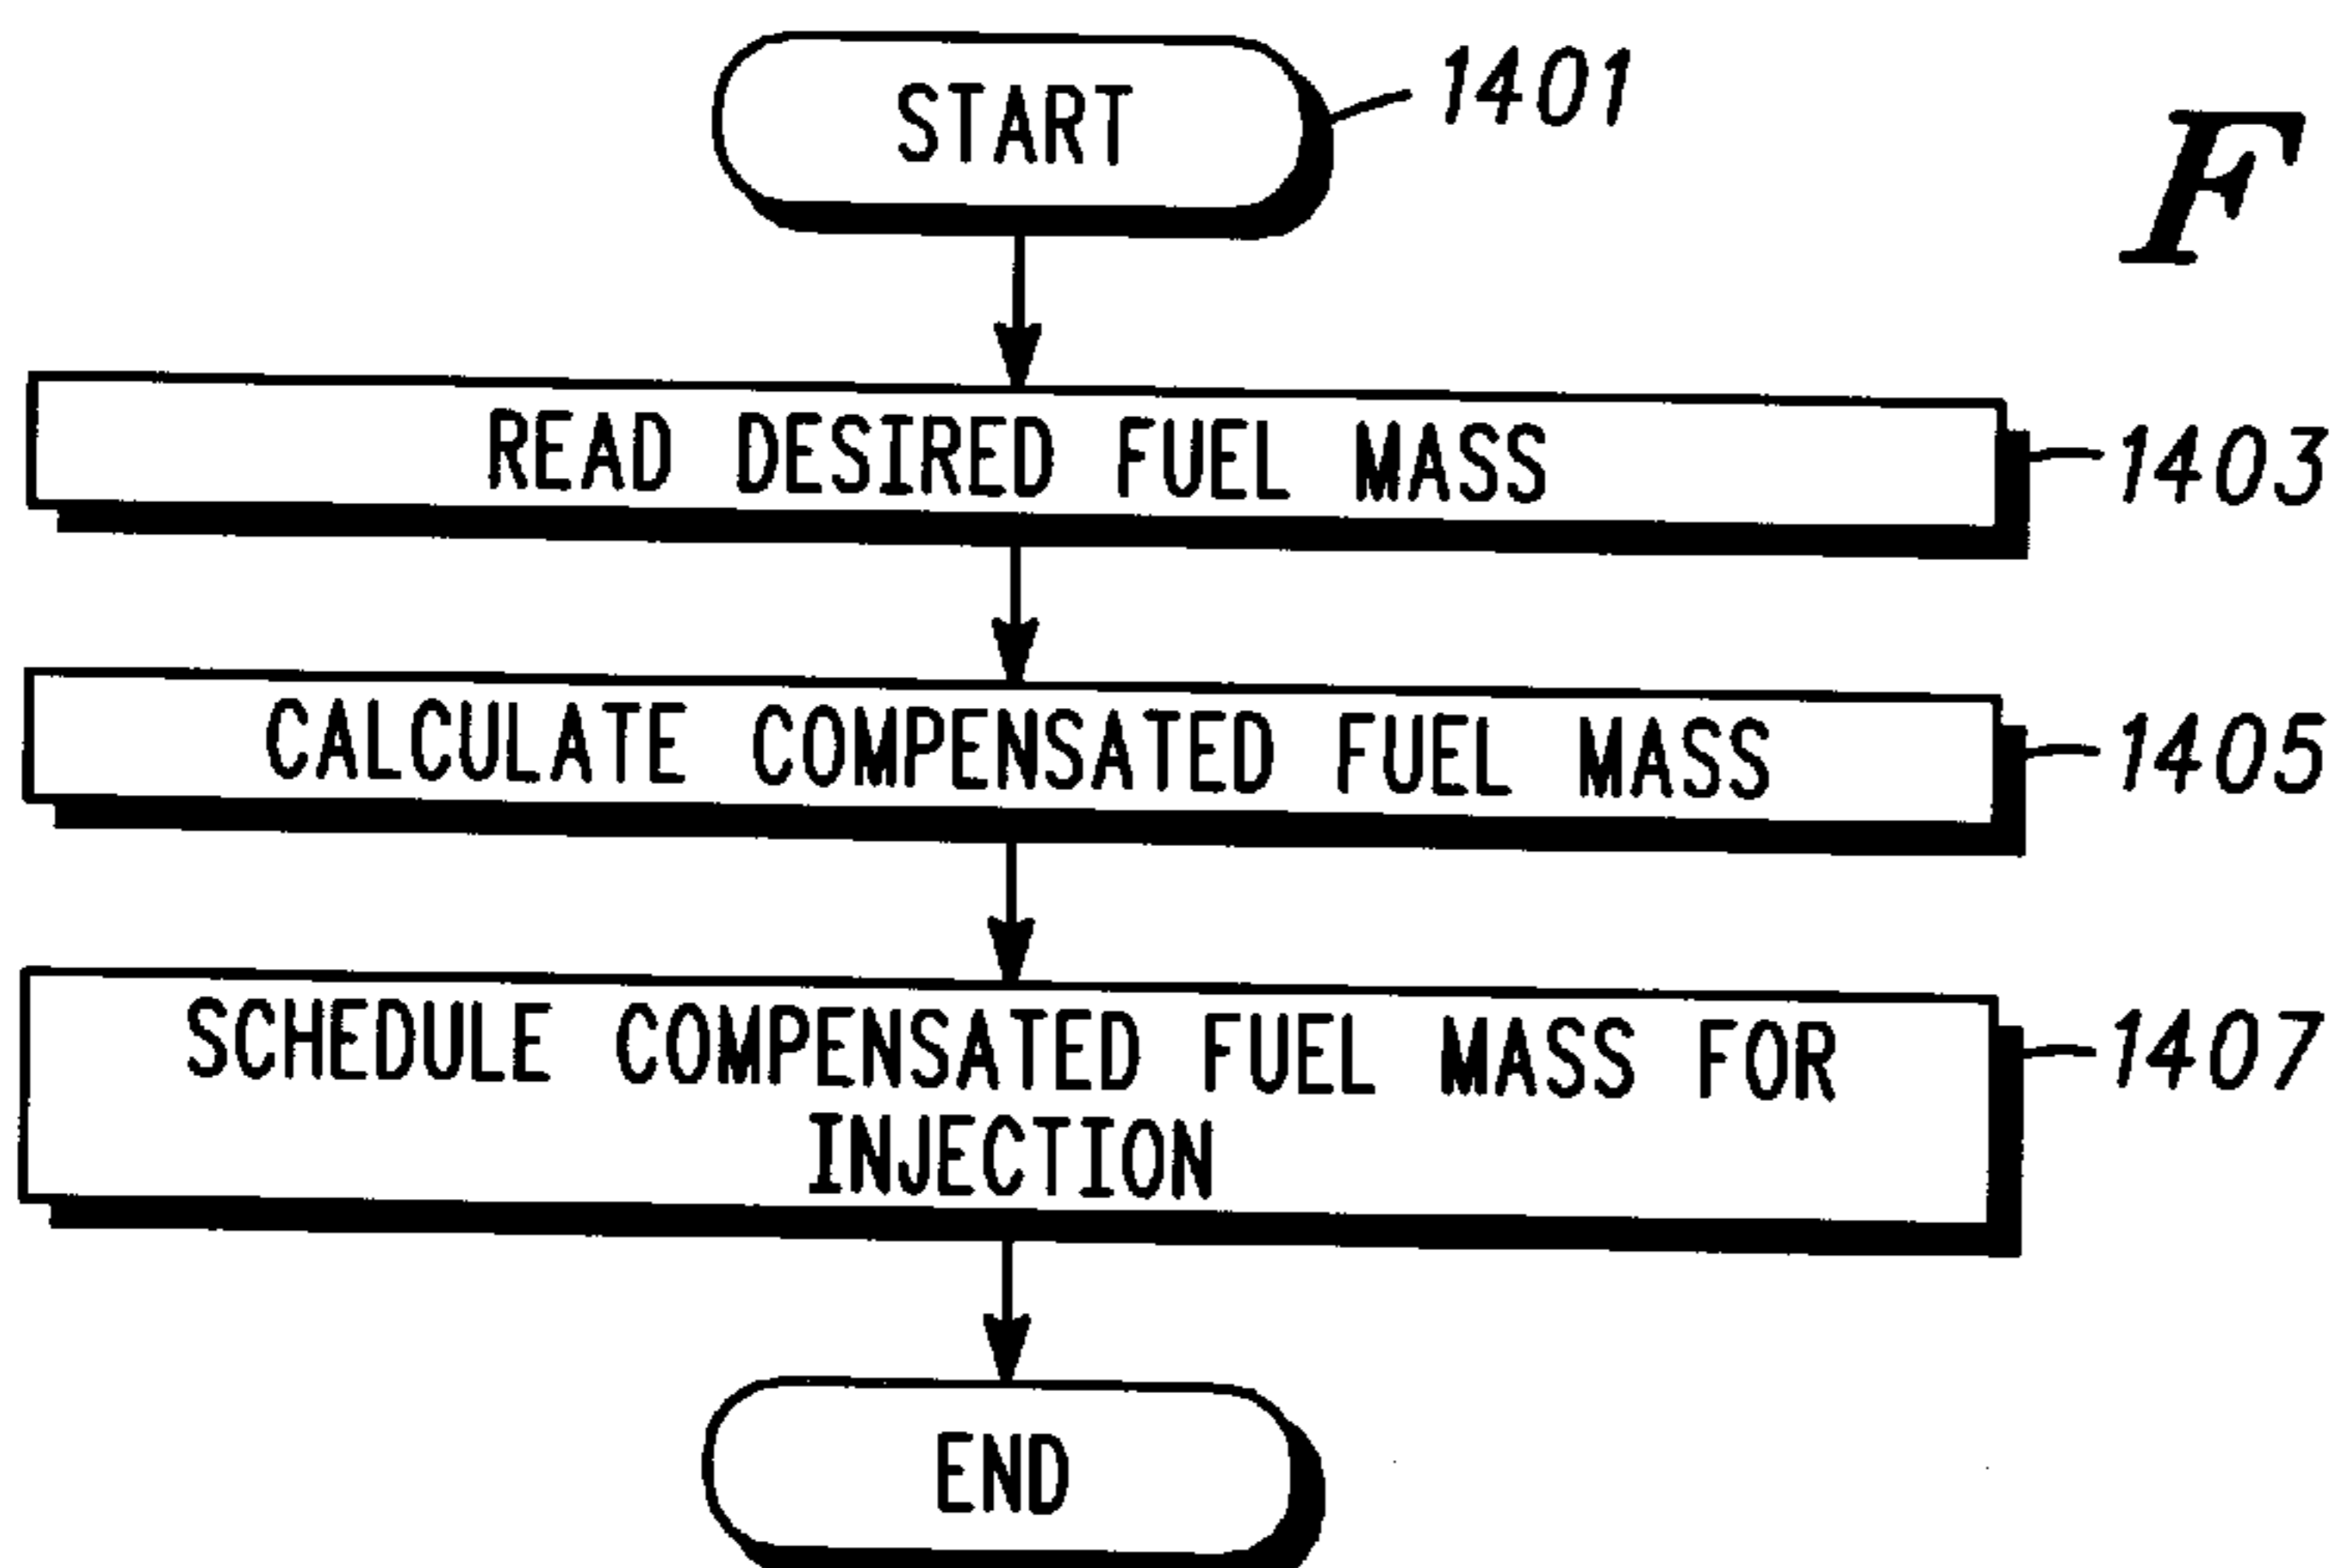 START
1401
F
READ DESIRED FUEL MASS
1403
CALCULATE COMPENSATED FUEL MASS
1405
SCHEDULE COMPENSATED FUEL MASS FOR
INJECTION
1407
END